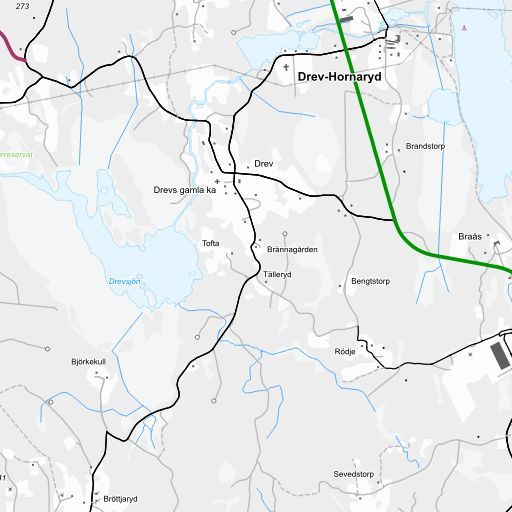 273
Drev-Hornaryd
Brandstorp
Drev
Drevs gamla ka
Braås
Tofta
Brännagården
Tälleryd
Drevsjön
Bengtstorp
Rödje
Björkekull
Sevedstorp
Bröttjaryd